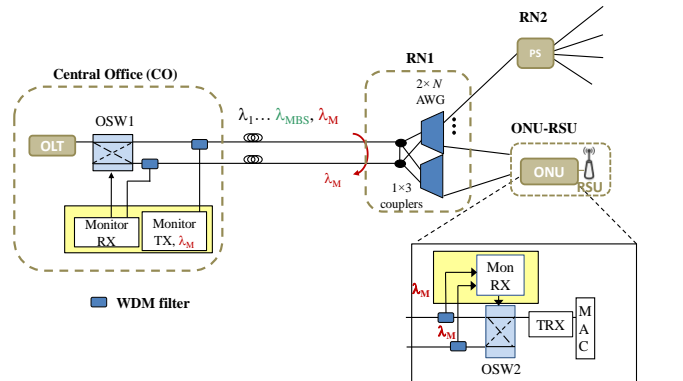 RN2
PS
Central Office (CO)
RN1
2× N
AWG
OSW1
λ1… λMBS, λM
OLT
ONU-RSU
ONU
RSU
λM
1×3
couplers
Monitor
RX
Monitor
TX, λM
WDM filter
Mon
RX
λM
λM
TRX
M
A
C
OSW2